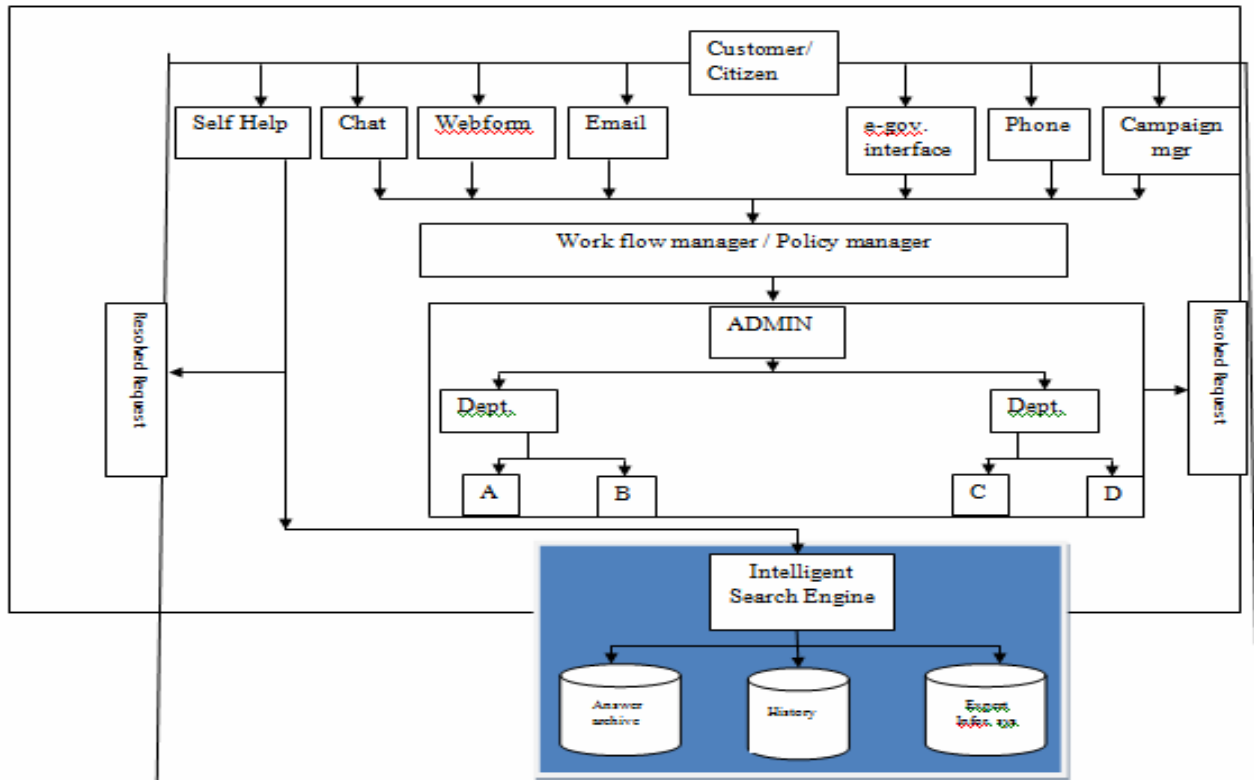 Customer/
Citizen
Self Help
Chat
Webform
Email
e-gov.
interface
Phone
Campaign
mgr
Work flow manager / Policy manager
Resolved Request
ADMIN
Resolved Request
Dept.
Dept.
A
B
C
D
Intelligent
Search Engine
Answer
archive
History
Expert